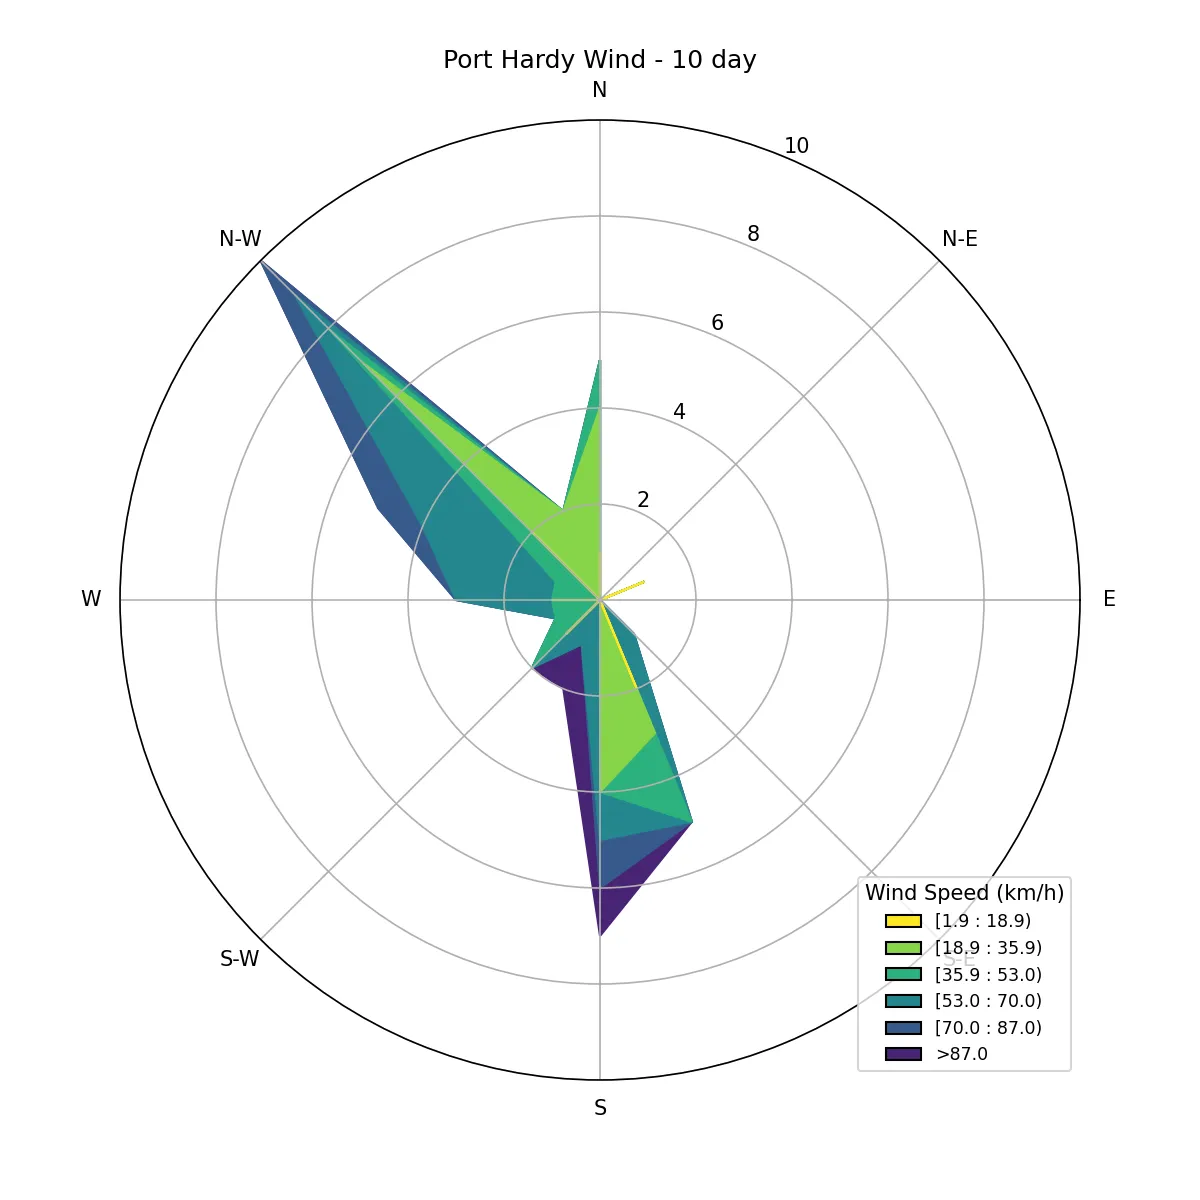 Port Hardy Wind - 10 day
N
10
N-W
8
N-E
6
4
2
W
E
Wind Speed (km/h)
[1.9 : 18.9)
[18.9 : 35.9)
S-W
S-E
[35.9 : 53.0)
[53.0 : 70.0)
[70.0 : 87.0)
>87.0
S